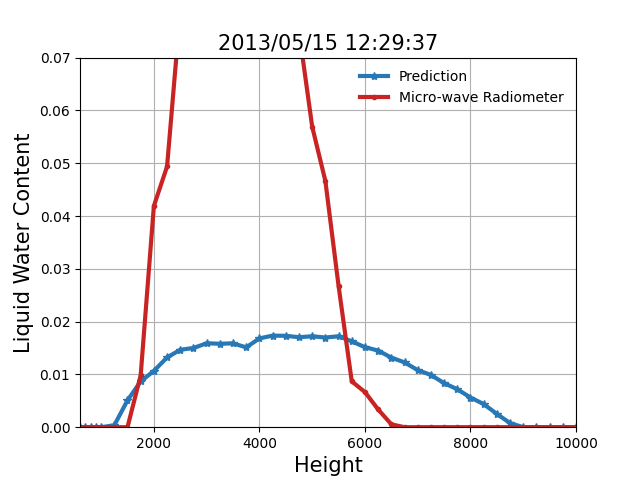 2013/05/15 12:29:37
0.07
0.06
0.05
0.04
0.03
0.02
0.01
0.00
Liquid Water Content
Prediction
Micro-wave Radiometer
2000 4000 6000 8000 10000
Height